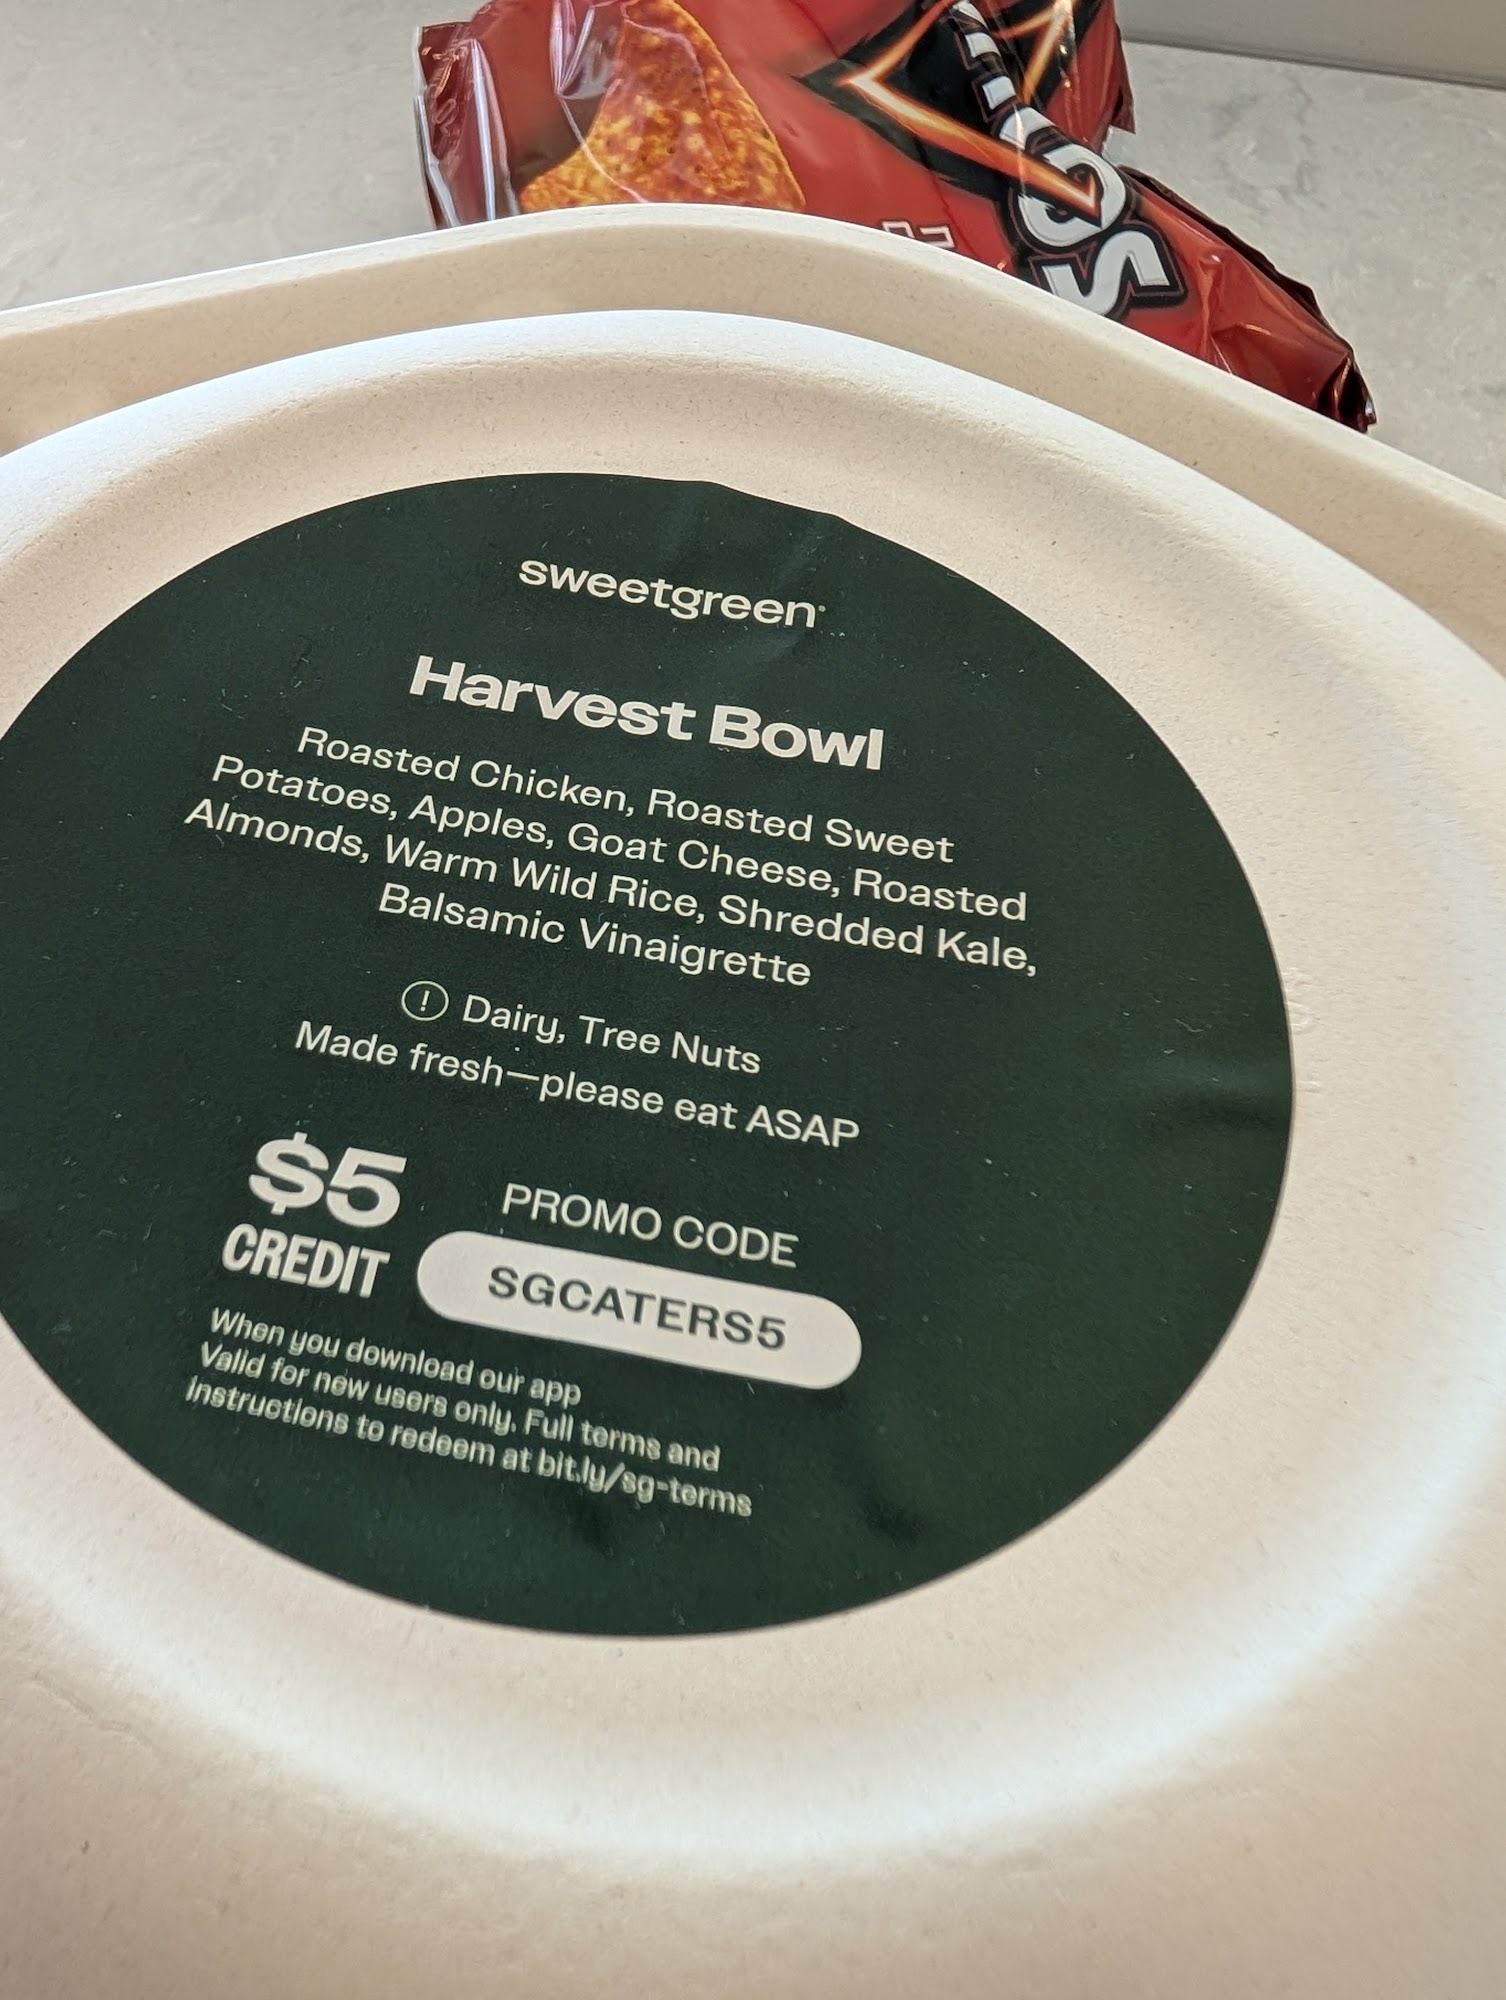 sweetgreen
Harvest Bowl
Roasted Chicken, Roasted Sweet
Potatoes, Apples, Goat Cheese, Roasted
Almonds, Warm Wild Rice, Shredded Kale,
Balsamic Vinaigrette
! Dairy, Tree Nuts
Made fresh—please eat ASAP
$5
CREDIT
PROMO CODE
SGCATERS5
When you download our app
Valid for new users only. Full terms and
instructions to redeem at bit.ly/sg-terms